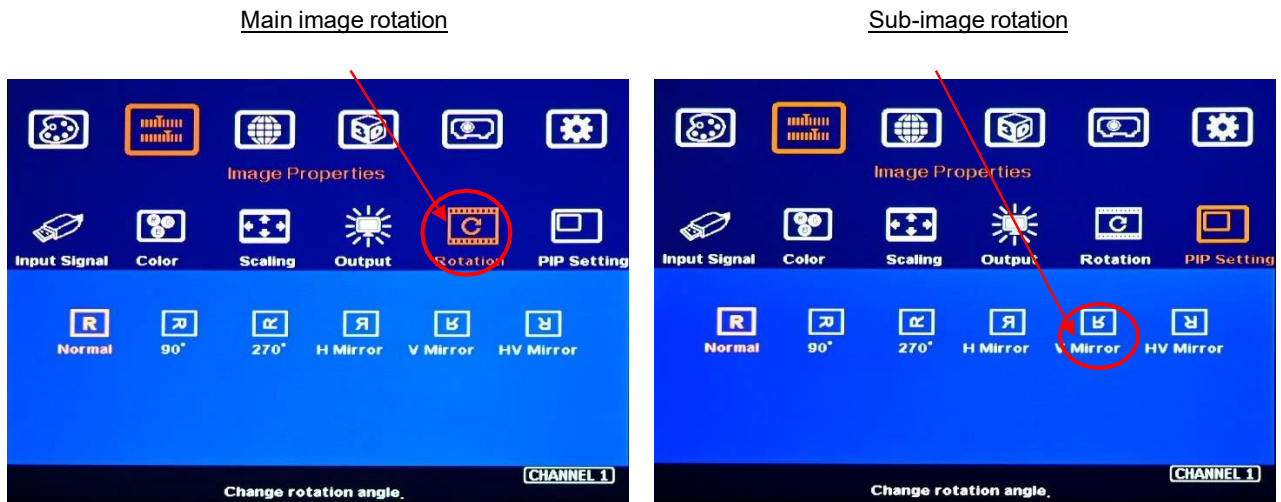 Main image rotation
Sub-image rotation
Image Properties
Input Signal Color Scaling Output Rotation PIP Setting
R R R R R R
Normal 90° 270° H Mirror V Mirror HV Mirror
CHANNEL 1
Change rotation angle.
3D
Image Properties
Input Signal Color Scaling Output Rotation PIP Setting
R R R R R R
Normal 90° 270° H Mirror V Mirror HV Mirror
CHANNEL 1
Change rotation angle.